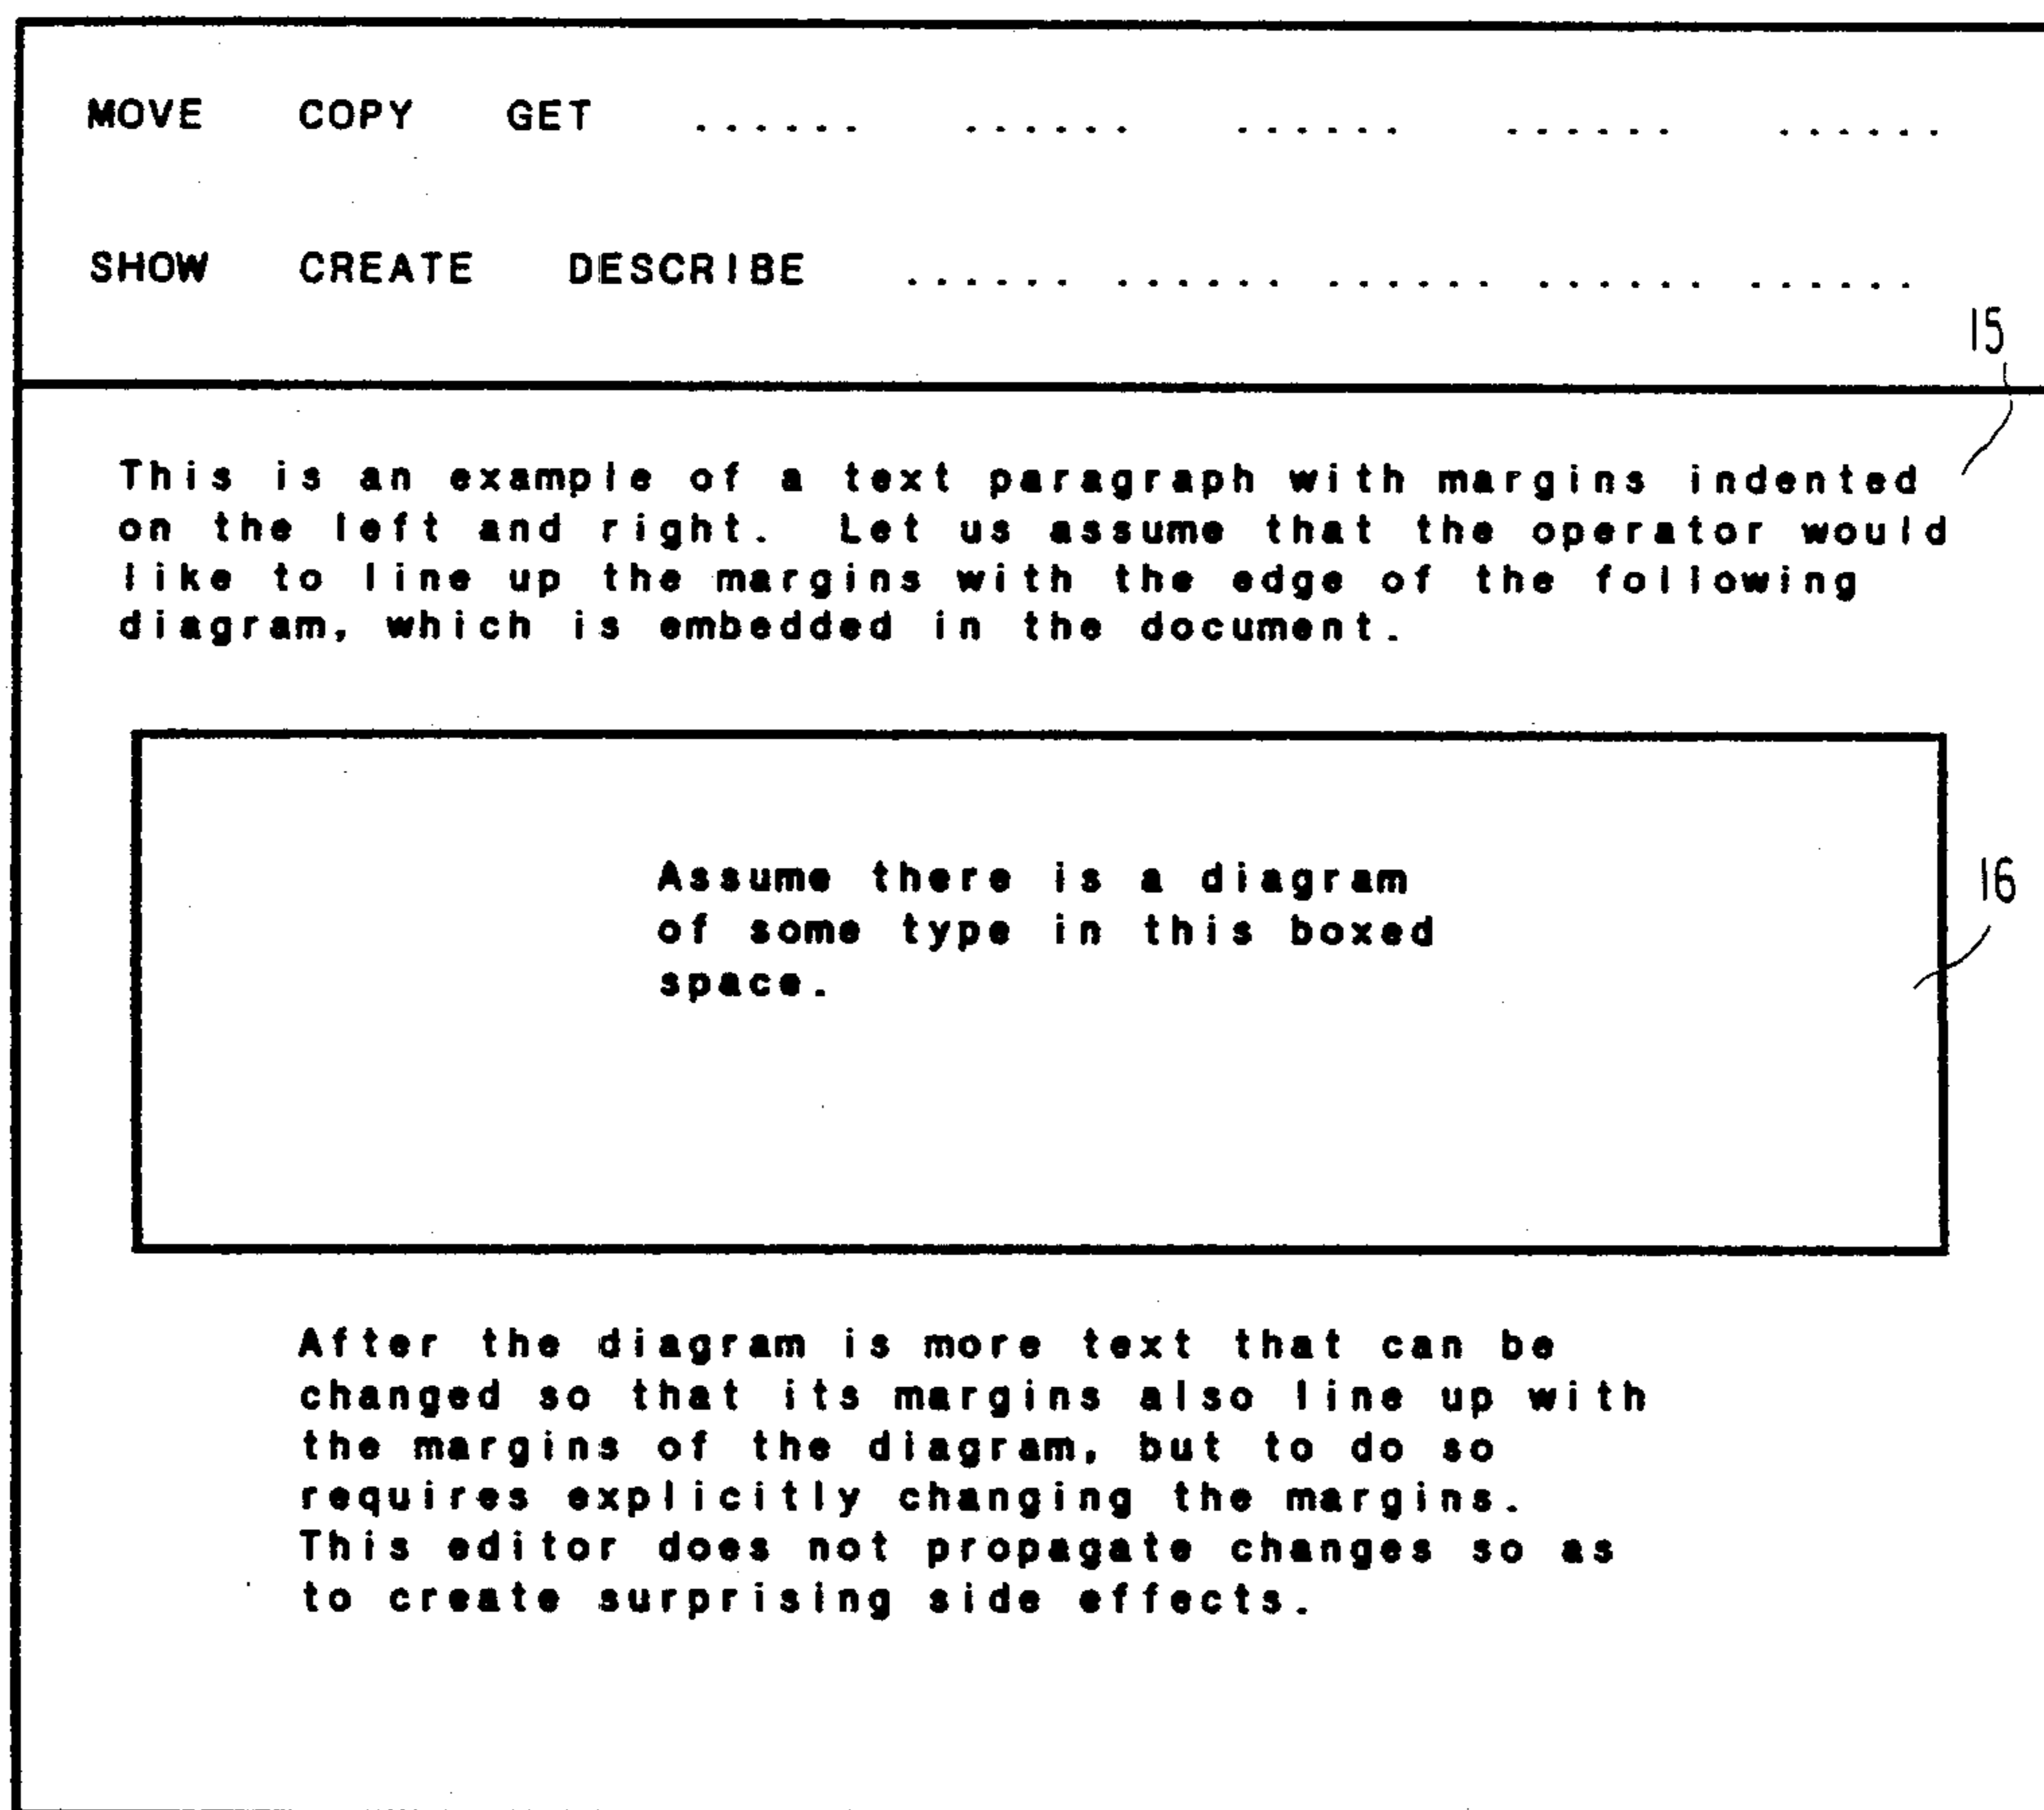 MOVE COPY GET ...... ...... ...... ...... ......
SHOW CREATE DESCRIBE ...... ...... ...... ...... ......
15
This is an example of a text paragraph with margins indented
on the left and right. Let us assume that the operator would
like to line up the margins with the edge of the following
diagram, which is embedded in the document.
Assume there is a diagram
of some type in this boxed
space.
16
After the diagram is more text that can be
changed so that its margins also line up with
the margins of the diagram, but to do so
requires explicitly changing the margins.
This editor does not propagate changes so as
to create surprising side effects.